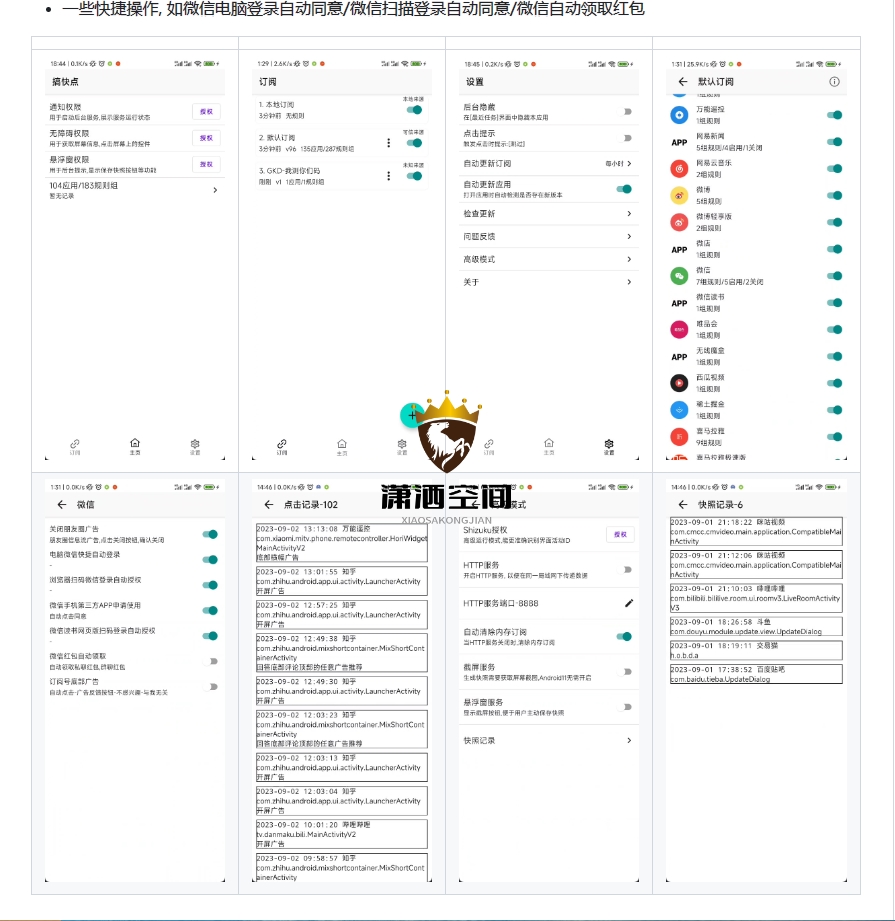 • 一些快捷操作, 如微信电脑登录自动同意/微信扫描登录自动同意/微信自动领取红包
18:44 | 0.1K/s
搞快点
通知权限
用于启动后台服务,展示服务运行状态
授权
无障碍权限
用于获取屏幕信息,点击屏幕上的控件
授权
悬浮窗权限
用于后台提示,显示保存快照按钮等功能
授权
104应用/183规则组
暂无记录
订阅
主页
设置
1:29 | 2.6K/s
订阅
1. 本地订阅
3分钟前 无规则
本地来源
2. 默认订阅
3分钟前 v96 135应用/287规则组
可信来源
3. GKD-我测你们码
刚刚 v1 1应用/1规则组
未知来源
+
订阅
主页
设置
18:45 | 0.2K/s
设置
后台隐藏
在[最近任务]界面中隐藏本应用
点击提示
触发点击时提示:[跳过]
自动更新订阅
每小时
自动更新应用
打开应用时自动检测是否存在新版本
检查更新
问题反馈
高级模式
关于
订阅
主页
设置
1:31 | 25.9K/s
默认订阅
1组规则
万能遥控
1组规则
APP
网易新闻
5组规则/4启用/1关闭
网易云音乐
2组规则
微博
5组规则
微博轻享版
2组规则
APP
微店
1组规则
微信
7组规则/5启用/2关闭
APP
微信读书
1组规则
唯品会
1组规则
APP
无线魔盒
1组规则
西瓜视频
1组规则
稀土掘金
1组规则
喜马拉雅
9组规则
喜马拉雅极速版
潇洒空间
XIAOSAKONGJIAN
1:31 | 0.0K/s
微信
关闭朋友圈广告
朋友圈信息流广告,点击关闭按钮,确认关闭
电脑微信快捷自动登录
-
浏览器扫码微信登录自动授权
-
微信手机第三方APP申请使用
自动点击同意
微信读书网页版扫码登录自动授权
-
微信红包自动领取
自动领取私聊红包,群聊红包
订阅号底部广告
自动点击-广告反馈按钮-不感兴趣-与我无关
14:46 | 0.0K/s
点击记录-102
2023-09-02 13:13:08 万能遥控
com.xiaomi.mitv.phone.remotecontroller.HoriWidget
MainActivityV2
底部横幅广告
2023-09-02 13:01:55 知乎
com.zhihu.android.app.ui.activity.LauncherActivity
开屏广告
2023-09-02 12:57:25 知乎
com.zhihu.android.app.ui.activity.LauncherActivity
开屏广告
2023-09-02 12:49:38 知乎
com.zhihu.android.mixshortcontainer.MixShortCont
ainerActivity
回答底部评论顶部的任意广告推荐
2023-09-02 12:49:30 知乎
com.zhihu.android.app.ui.activity.LauncherActivity
开屏广告
2023-09-02 12:03:23 知乎
com.zhihu.android.mixshortcontainer.MixShortCont
ainerActivity
回答底部评论顶部的任意广告推荐
2023-09-02 12:03:13 知乎
com.zhihu.android.app.ui.activity.LauncherActivity
开屏广告
2023-09-02 12:03:04 知乎
com.zhihu.android.app.ui.activity.LauncherActivity
开屏广告
2023-09-02 10:01:20 哔哩哔哩
tv.danmaku.bili.MainActivityV2
开屏广告
2023-09-02 09:58:57 知乎
com.zhihu.android.mixshortcontainer.MixShortCont
ainerActivity
模式
Shizuku授权
高级运行模式,能更准确识别界面活动ID
授权
HTTP服务
开启HTTP服务, 以便在同一局域网下传递数据
HTTP服务端口-8888
自动清除内存订阅
当HTTP服务关闭时,清除内存订阅
截屏服务
生成快照需要获取屏幕截图,Android11无需开启
悬浮窗服务
显示截屏按钮,便于用户主动保存快照
快照记录
14:46 | 0.0K/s
快照记录-6
2023-09-01 21:18:22 咪咕视频
com.cmcc.cmvideo.main.application.CompatibleMai
nActivity
2023-09-01 21:12:06 咪咕视频
com.cmcc.cmvideo.main.application.CompatibleMai
nActivity
2023-09-01 21:10:03 哔哩哔哩
com.bilibili.bililive.room.ui.roomv3.LiveRoomActivity
V3
2023-09-01 18:26:58 斗鱼
com.douyu.module.update.view.UpdateDialog
2023-09-01 18:19:11 交易猫
h.o.b.d.a
2023-09-01 17:38:52 百度贴吧
com.baidu.tieba.UpdateDialog